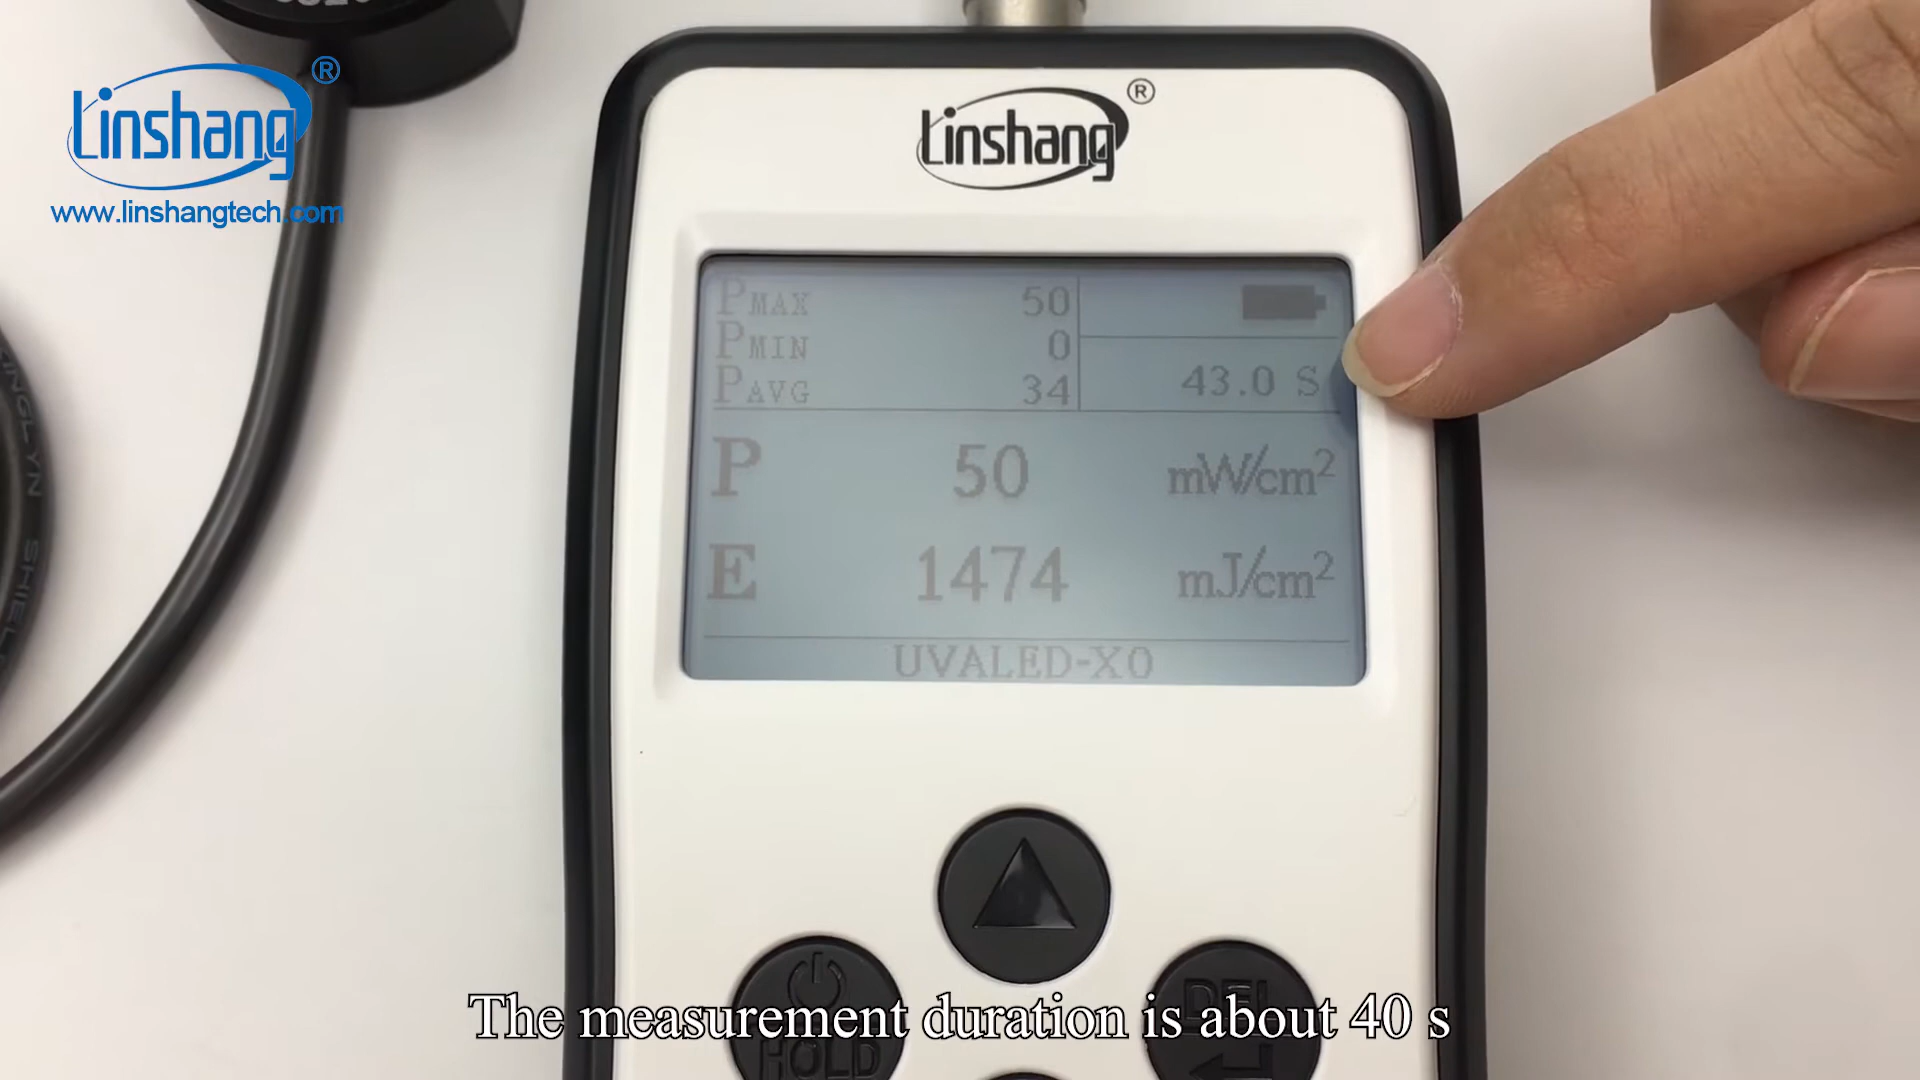 Linshang®
www.linshangtech.com
Linshang®
PMAX 50
PMIN 0
PAVG 34
43.0 S
P 50 mW/cm²
E 1474 mJ/cm²
UVALED-X0
DEL
HOLD
The measurement duration is about 40 s